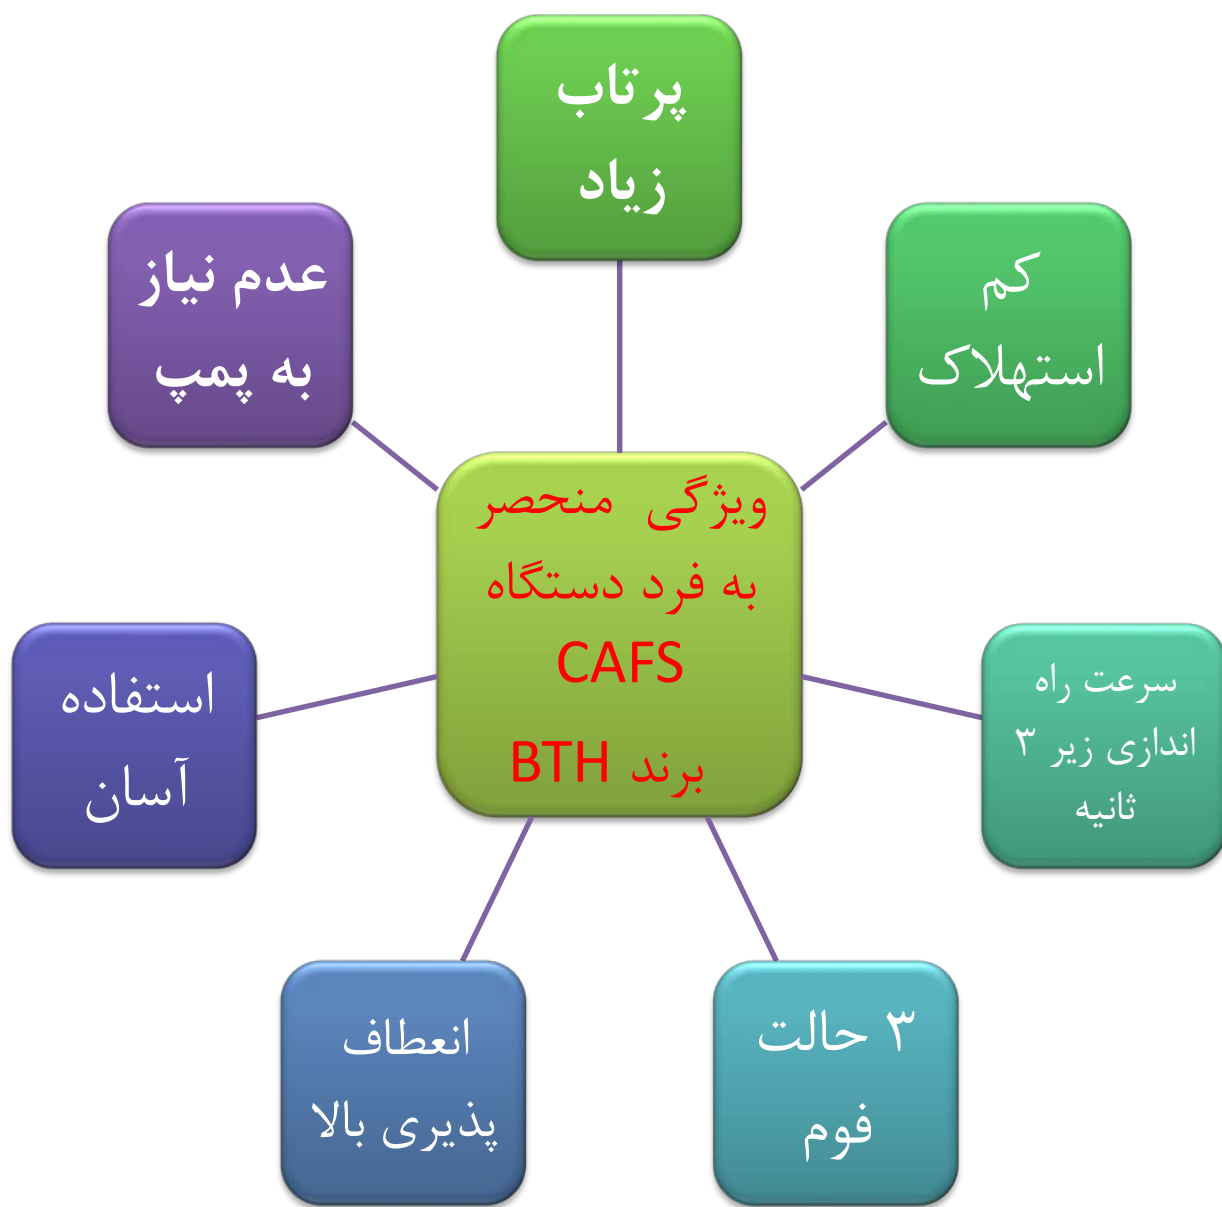 پرتاب
زیاد
کم
استهلاک
سرعت راه
اندازی زیر ۳
ثانیه
۳ حالت
فوم
انعطاف
پذیری بالا
استفاده
آسان
عدم نیاز
به پمپ
ویژگی منحصر
به فرد دستگاه
CAFS
برند BTH